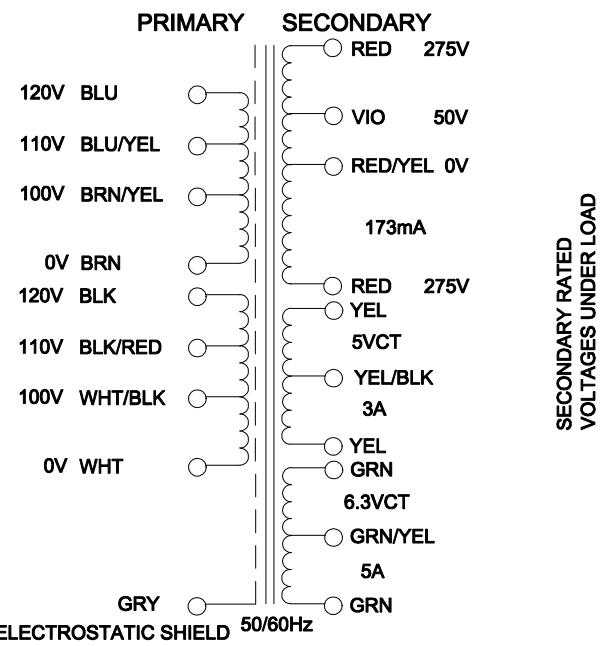 PRIMARY SECONDARY
RED 275V
120V BLU
VIO 50V
110V BLU/YEL
RED/YEL 0V
100V BRN/YEL
173mA
0V BRN
RED 275V
120V BLK
YEL
5VCT
110V BLK/RED
YEL/BLK
100V WHT/BLK
3A
YEL
0V WHT
GRN
6.3VCT
GRN/YEL
5A
GRY
GRN
ELECTROSTATIC SHIELD 50/60Hz
SECONDARY RATED
VOLTAGES UNDER LOAD